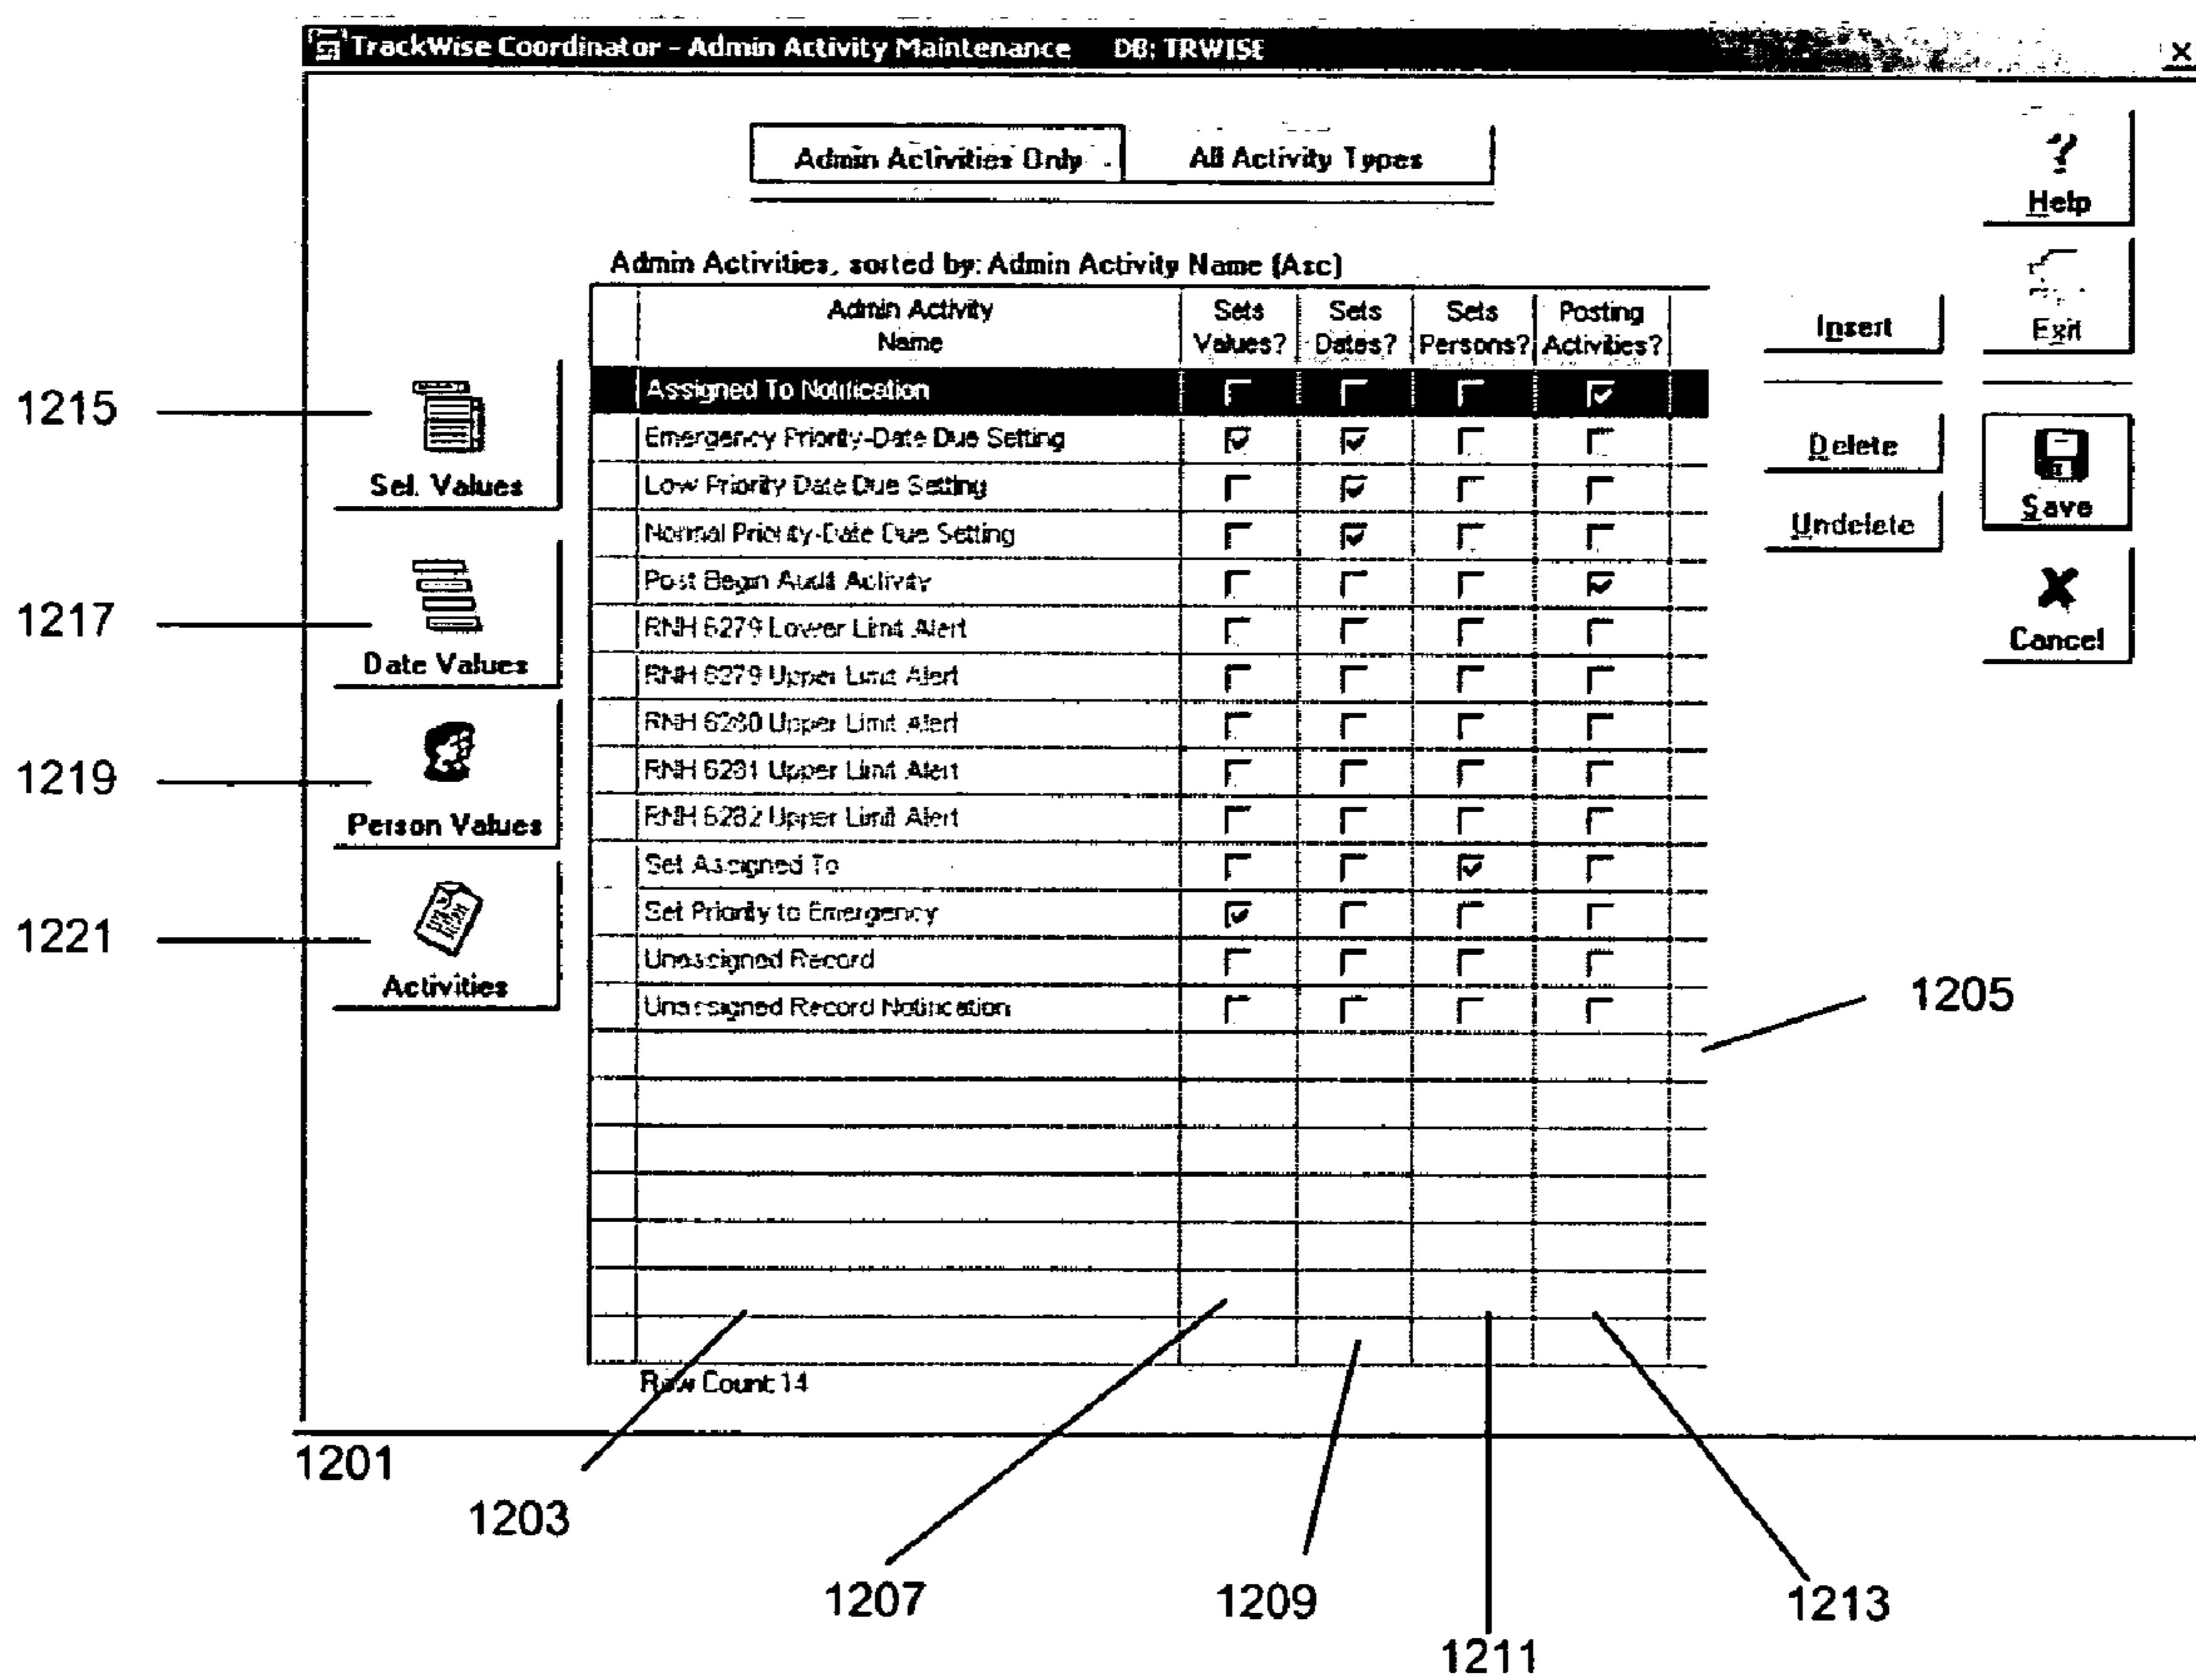 TrackWise Coordinator - Admin Activity Maintenance DB: TRWISE
Admin Activities Only
All Activity Types
Help
Exit
Admin Activities, sorted by: Admin Activity Name (Asc)
Admin Activity Name
Sets Values?
Sets Dates?
Sets Persons?
Posting Activities?
Insert
Delete
Undelete
Save
Cancel
Assigned To Notification
Emergency Priority-Date Due Setting
Low Priority Date Due Setting
Normal Priority-Date Due Setting
Post Begin Audit Activity
RNH 6279 Lower Limit Alert
RNH 6279 Upper Limit Alert
RNH 6280 Upper Limit Alert
RNH 6281 Upper Limit Alert
RNH 6282 Upper Limit Alert
Set Assigned To
Set Priority to Emergency
Unassigned Record
Unassigned Record Notification
Row Count: 14
1215
Sel. Values
1217
Date Values
1219
Person Values
1221
Activities
1205
1201
1203
1207
1209
1211
1213